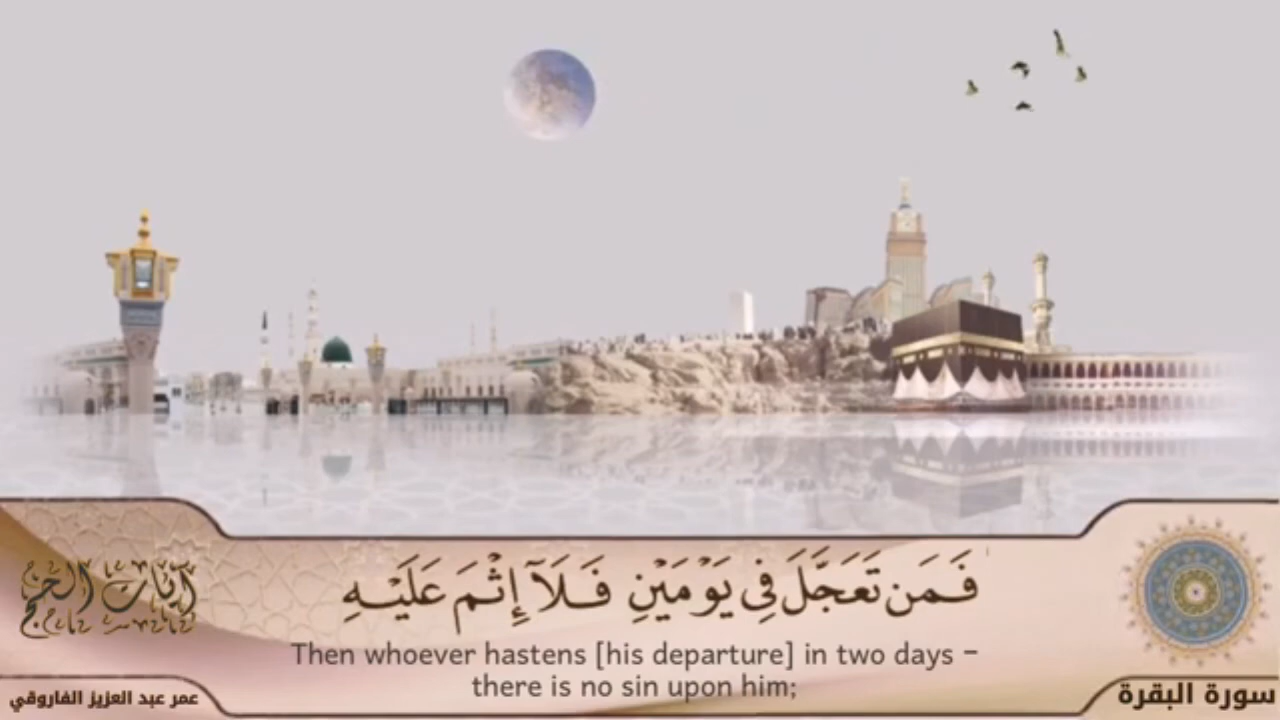 آيات الحج
فَمَن تَعَجَّلَ فِي يَوْمَيْنِ فَلَآ إِثْمَ عَلَيْهِ
Then whoever hastens [his departure] in two days –
there is no sin upon him;
عمر عبد العزيز الفاروقي
سورة البقرة